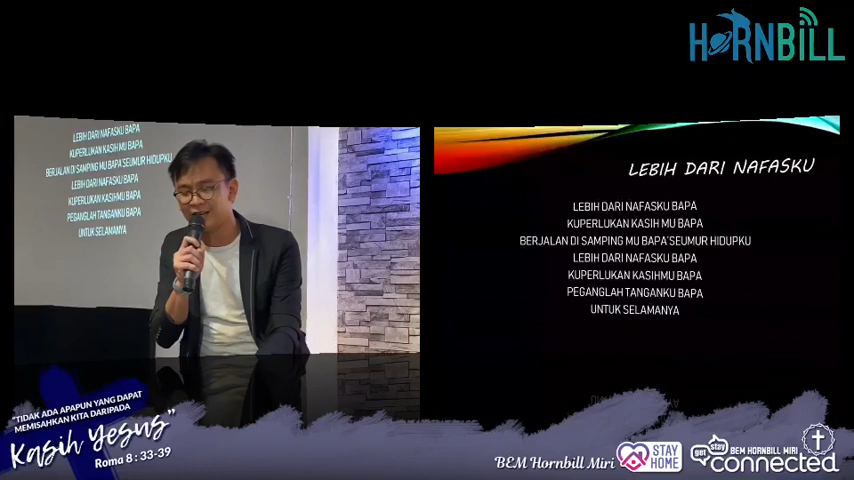 HORNBILL
LEBIH DARI NAFASKU BAPA
KUPERLUKAN KASIH MU BAPA
BERJALAN DI SAMPING MU BAPA'SEUMUR HIDUPKU
LEBIH DARI NAFASKU BAPA
KUPERLUKAN KASIHMU BAPA
PEGANGLAH TANGANKU BAPA
UNTUK SELAMANYA
LEBIH DARI NAFASKU
LEBIH DARI NAFASKU BAPA
KUPERLUKAN KASIH MU BAPA
BERJALAN DI SAMPING MU BAPA'SEUMUR HIDUPKU
LEBIH DARI NAFASKU BAPA
KUPERLUKAN KASIHMU BAPA
PEGANGLAH TANGANKU BAPA
UNTUK SELAMANYA
"TIDAK ADA APAPUN YANG DAPAT
MEMISAHKAN KITA DARIPADA
Kasih Yesus"
Roma 8 : 33-39
BEM Hornbill Miri
STAY
HOME
get stay
BEM HORNBILL MIRI
connected.